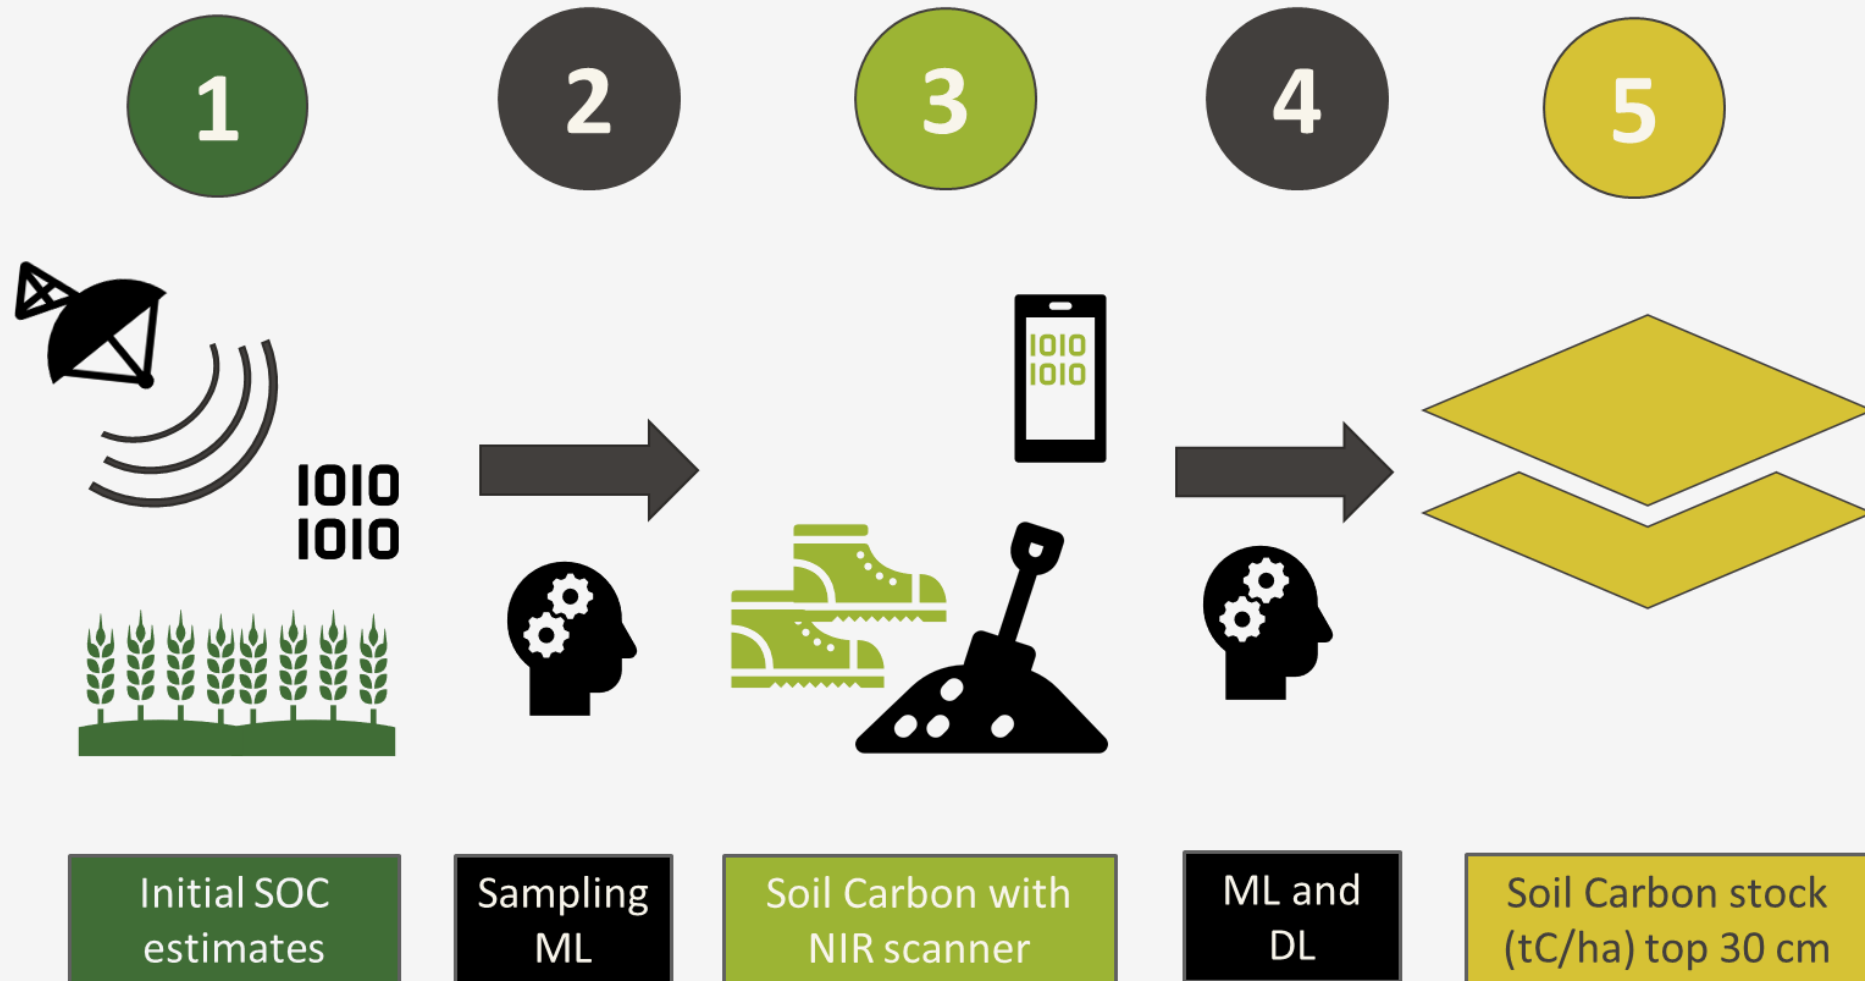 1
2
3
4
5
1010
1010
1010
1010
Initial SOC
estimates
Sampling
ML
Soil Carbon with
NIR scanner
ML and
DL
Soil Carbon stock
(tC/ha) top 30 cm